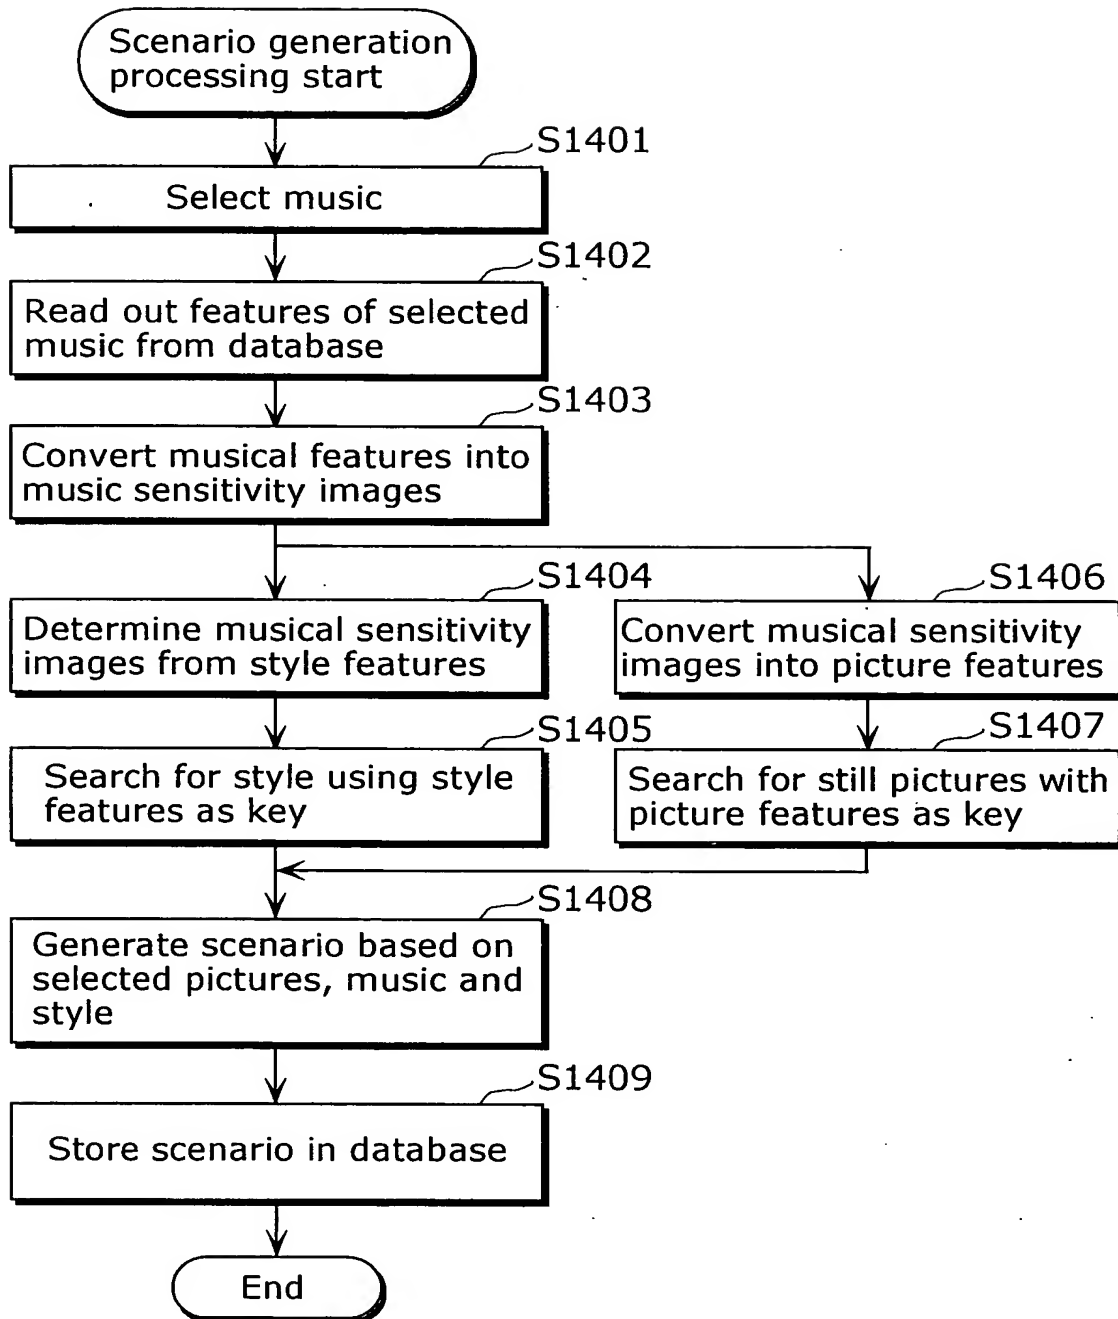 Scenario generation
processing start
S1401
Select music
S1402
Read out features of selected
music from database
S1403
Convert musical features into
music sensitivity images
S1404
Determine musical sensitivity
images from style features
S1406
Convert musical sensitivity
images into picture features
S1405
Search for style using style
features as key
S1407
Search for still pictures with
picture features as key
S1408
Generate scenario based on
selected pictures, music and
style
S1409
Store scenario in database
End